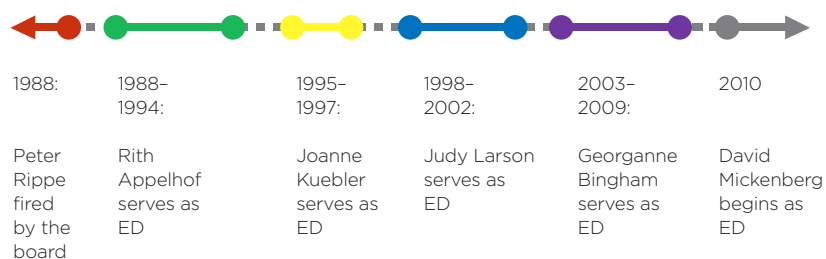 1988:
Peter
Rippe
fired
by the
board
1988–
1994:
Rith
Appelhof
serves as
ED
1995–
1997:
Joanne
Kuebler
serves as
ED
1998–
2002:
Judy Larson
serves as
ED
2003–
2009:
Georganne
Bingham
serves as
ED
2010
David
Mickenberg
begins as
ED